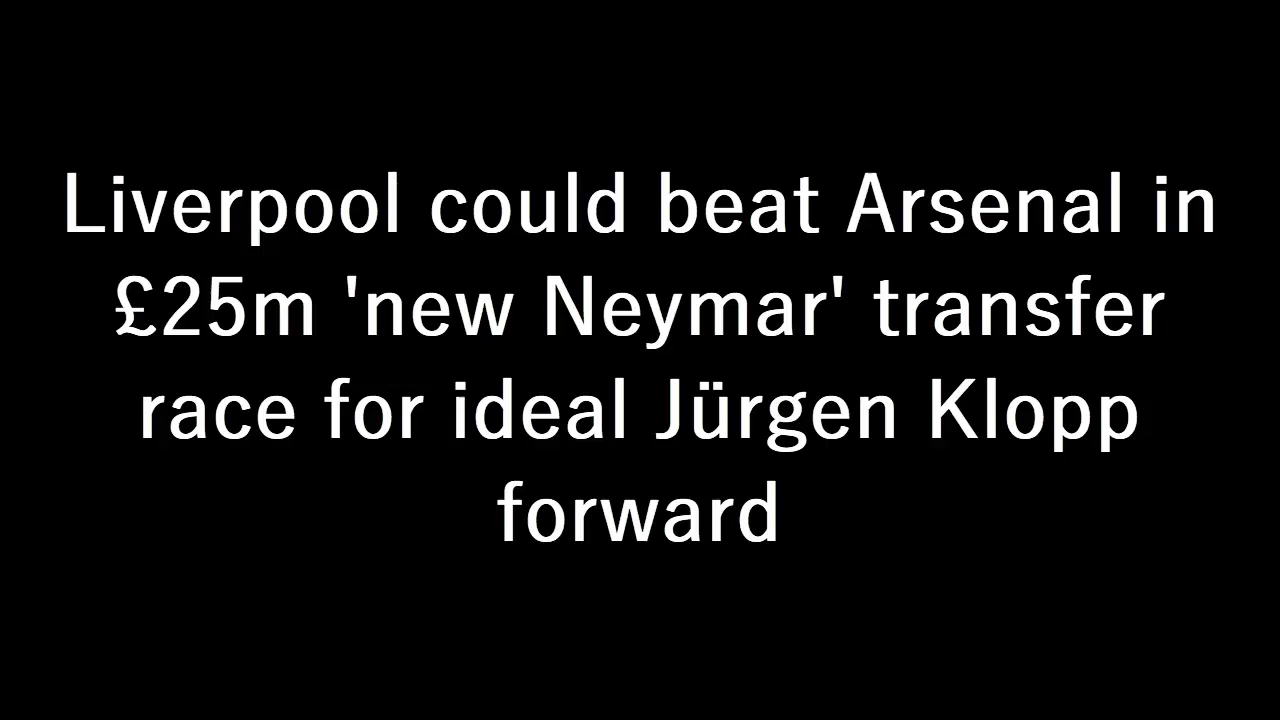 Liverpool could beat Arsenal in
£25m 'new Neymar' transfer
race for ideal Jürgen Klopp
forward